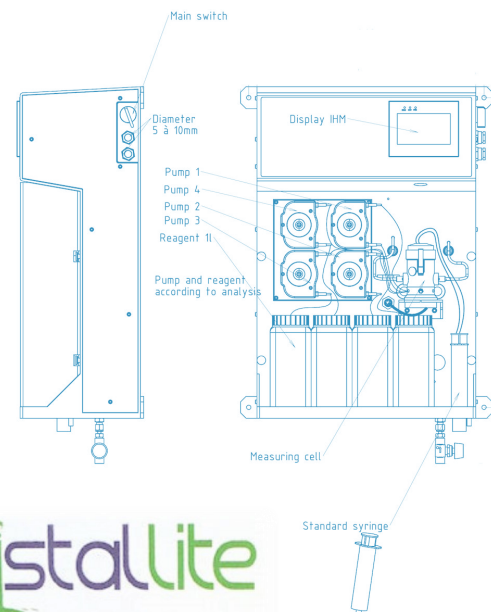 Main switch
Diameter
5 à 10mm
Display IHM
Pump 1
Pump 4
Pump 2
Pump 3
Reagent 1l
Pump and reagent
according to analysis
Measuring cell
Standard syringe
stallite